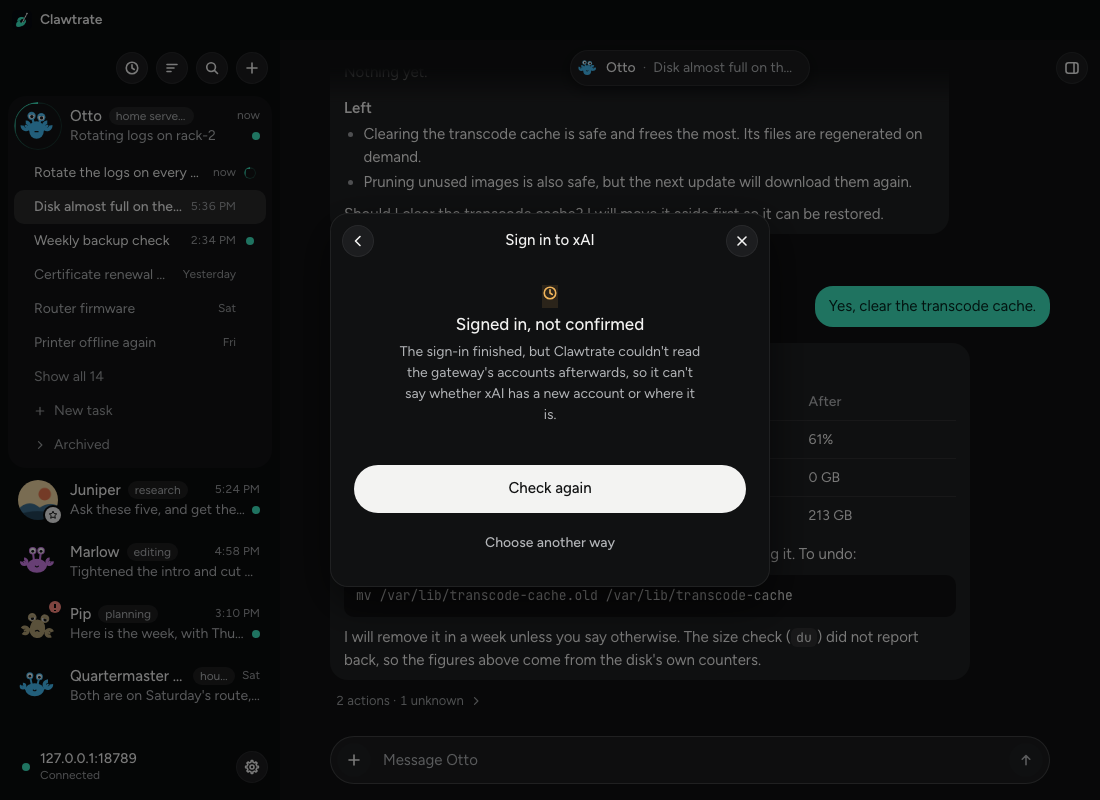 Clawtrate
Otto home serve... now
Rotating logs on rack-2
Rotate the logs on every ... now
Disk almost full on the... 5:36 PM
Weekly backup check 2:34 PM
Certificate renewal ... Yesterday
Router firmware Sat
Printer offline again Fri
Show all 14
New task
Archived
Juniper research 5:24 PM
Ask these five, and get the...
Marlow editing 4:58 PM
Tightened the intro and cut ...
Pip planning 3:10 PM
Here is the week, with Thu...
Quartermaster ... hou... Sat
Both are on Saturday's route,...
127.0.0.1:18789
Connected
Otto · Disk almost full on th...
Nothing yet.
Left
Clearing the transcode cache is safe and frees the most. Its files are regenerated on
demand.
Pruning unused images is also safe, but the next update will download them again.
Should I clear the transcode cache? I will move it aside first so it can be restored.
Yes, clear the transcode cache.
Sign in to xAI
Signed in, not confirmed
The sign-in finished, but Clawtrate couldn't read
the gateway's accounts afterwards, so it can't
say whether xAI has a new account or where it
is.
Check again
Choose another way
After
61%
0 GB
213 GB
g it. To undo:
mv /var/lib/transcode-cache.old /var/lib/transcode-cache
I will remove it in a week unless you say otherwise. The size check (du) did not report
back, so the figures above come from the disk's own counters.
2 actions · 1 unknown
Message Otto